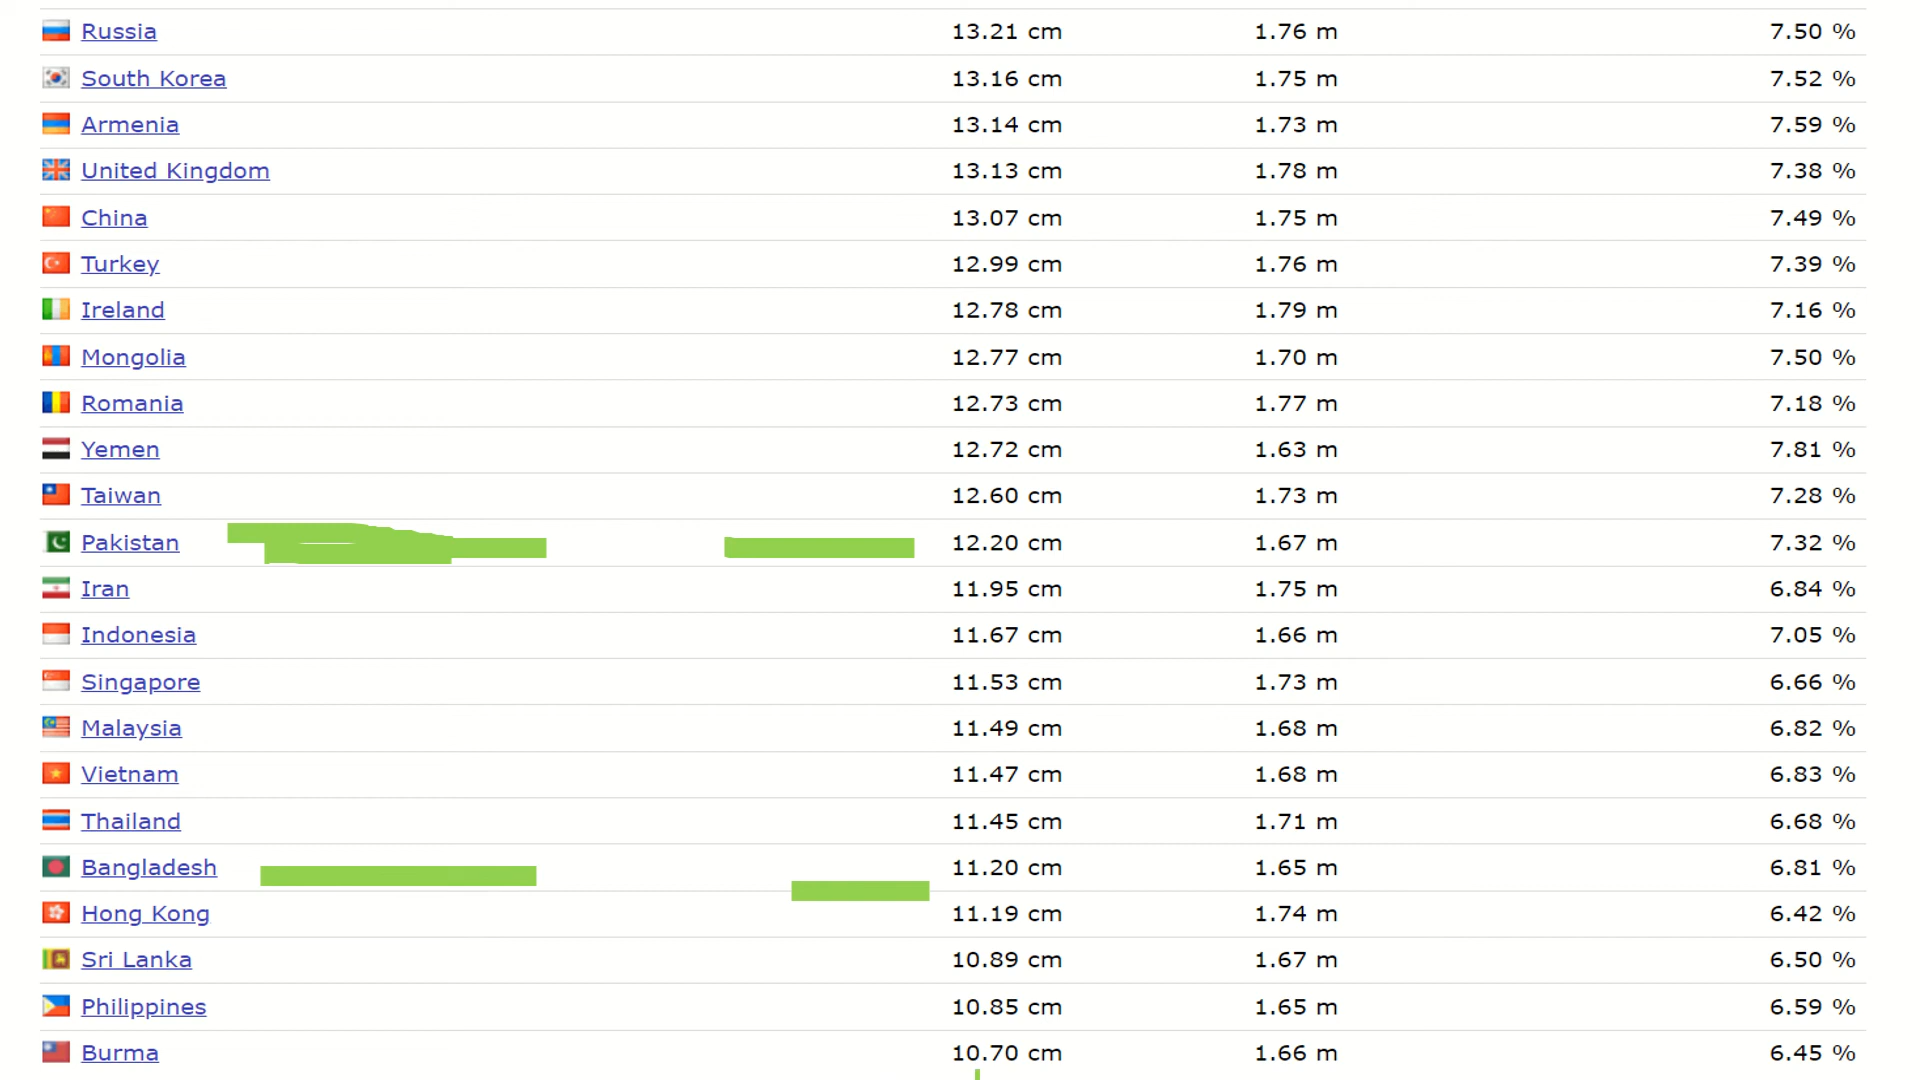 Russia 13.21 cm 1.76 m 7.50 %
South Korea 13.16 cm 1.75 m 7.52 %
Armenia 13.14 cm 1.73 m 7.59 %
United Kingdom 13.13 cm 1.78 m 7.38 %
China 13.07 cm 1.75 m 7.49 %
Turkey 12.99 cm 1.76 m 7.39 %
Ireland 12.78 cm 1.79 m 7.16 %
Mongolia 12.77 cm 1.70 m 7.50 %
Romania 12.73 cm 1.77 m 7.18 %
Yemen 12.72 cm 1.63 m 7.81 %
Taiwan 12.60 cm 1.73 m 7.28 %
Pakistan 12.20 cm 1.67 m 7.32 %
Iran 11.95 cm 1.75 m 6.84 %
Indonesia 11.67 cm 1.66 m 7.05 %
Singapore 11.53 cm 1.73 m 6.66 %
Malaysia 11.49 cm 1.68 m 6.82 %
Vietnam 11.47 cm 1.68 m 6.83 %
Thailand 11.45 cm 1.71 m 6.68 %
Bangladesh 11.20 cm 1.65 m 6.81 %
Hong Kong 11.19 cm 1.74 m 6.42 %
Sri Lanka 10.89 cm 1.67 m 6.50 %
Philippines 10.85 cm 1.65 m 6.59 %
Burma 10.70 cm 1.66 m 6.45 %